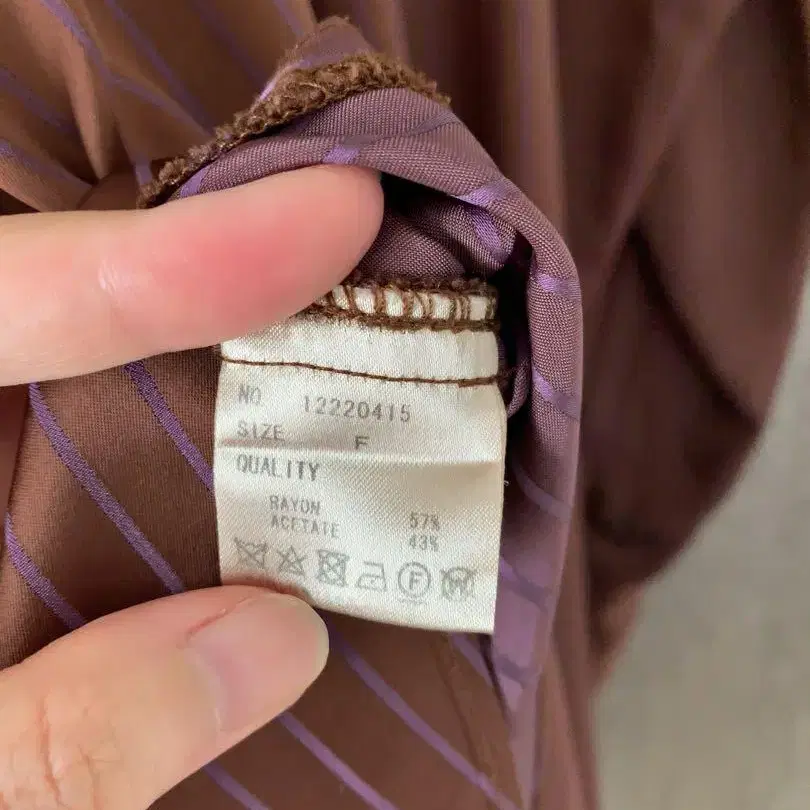 NO 12220415
SIZE F
QUALITY
RAYON 57%
ACETATE 43%
F W